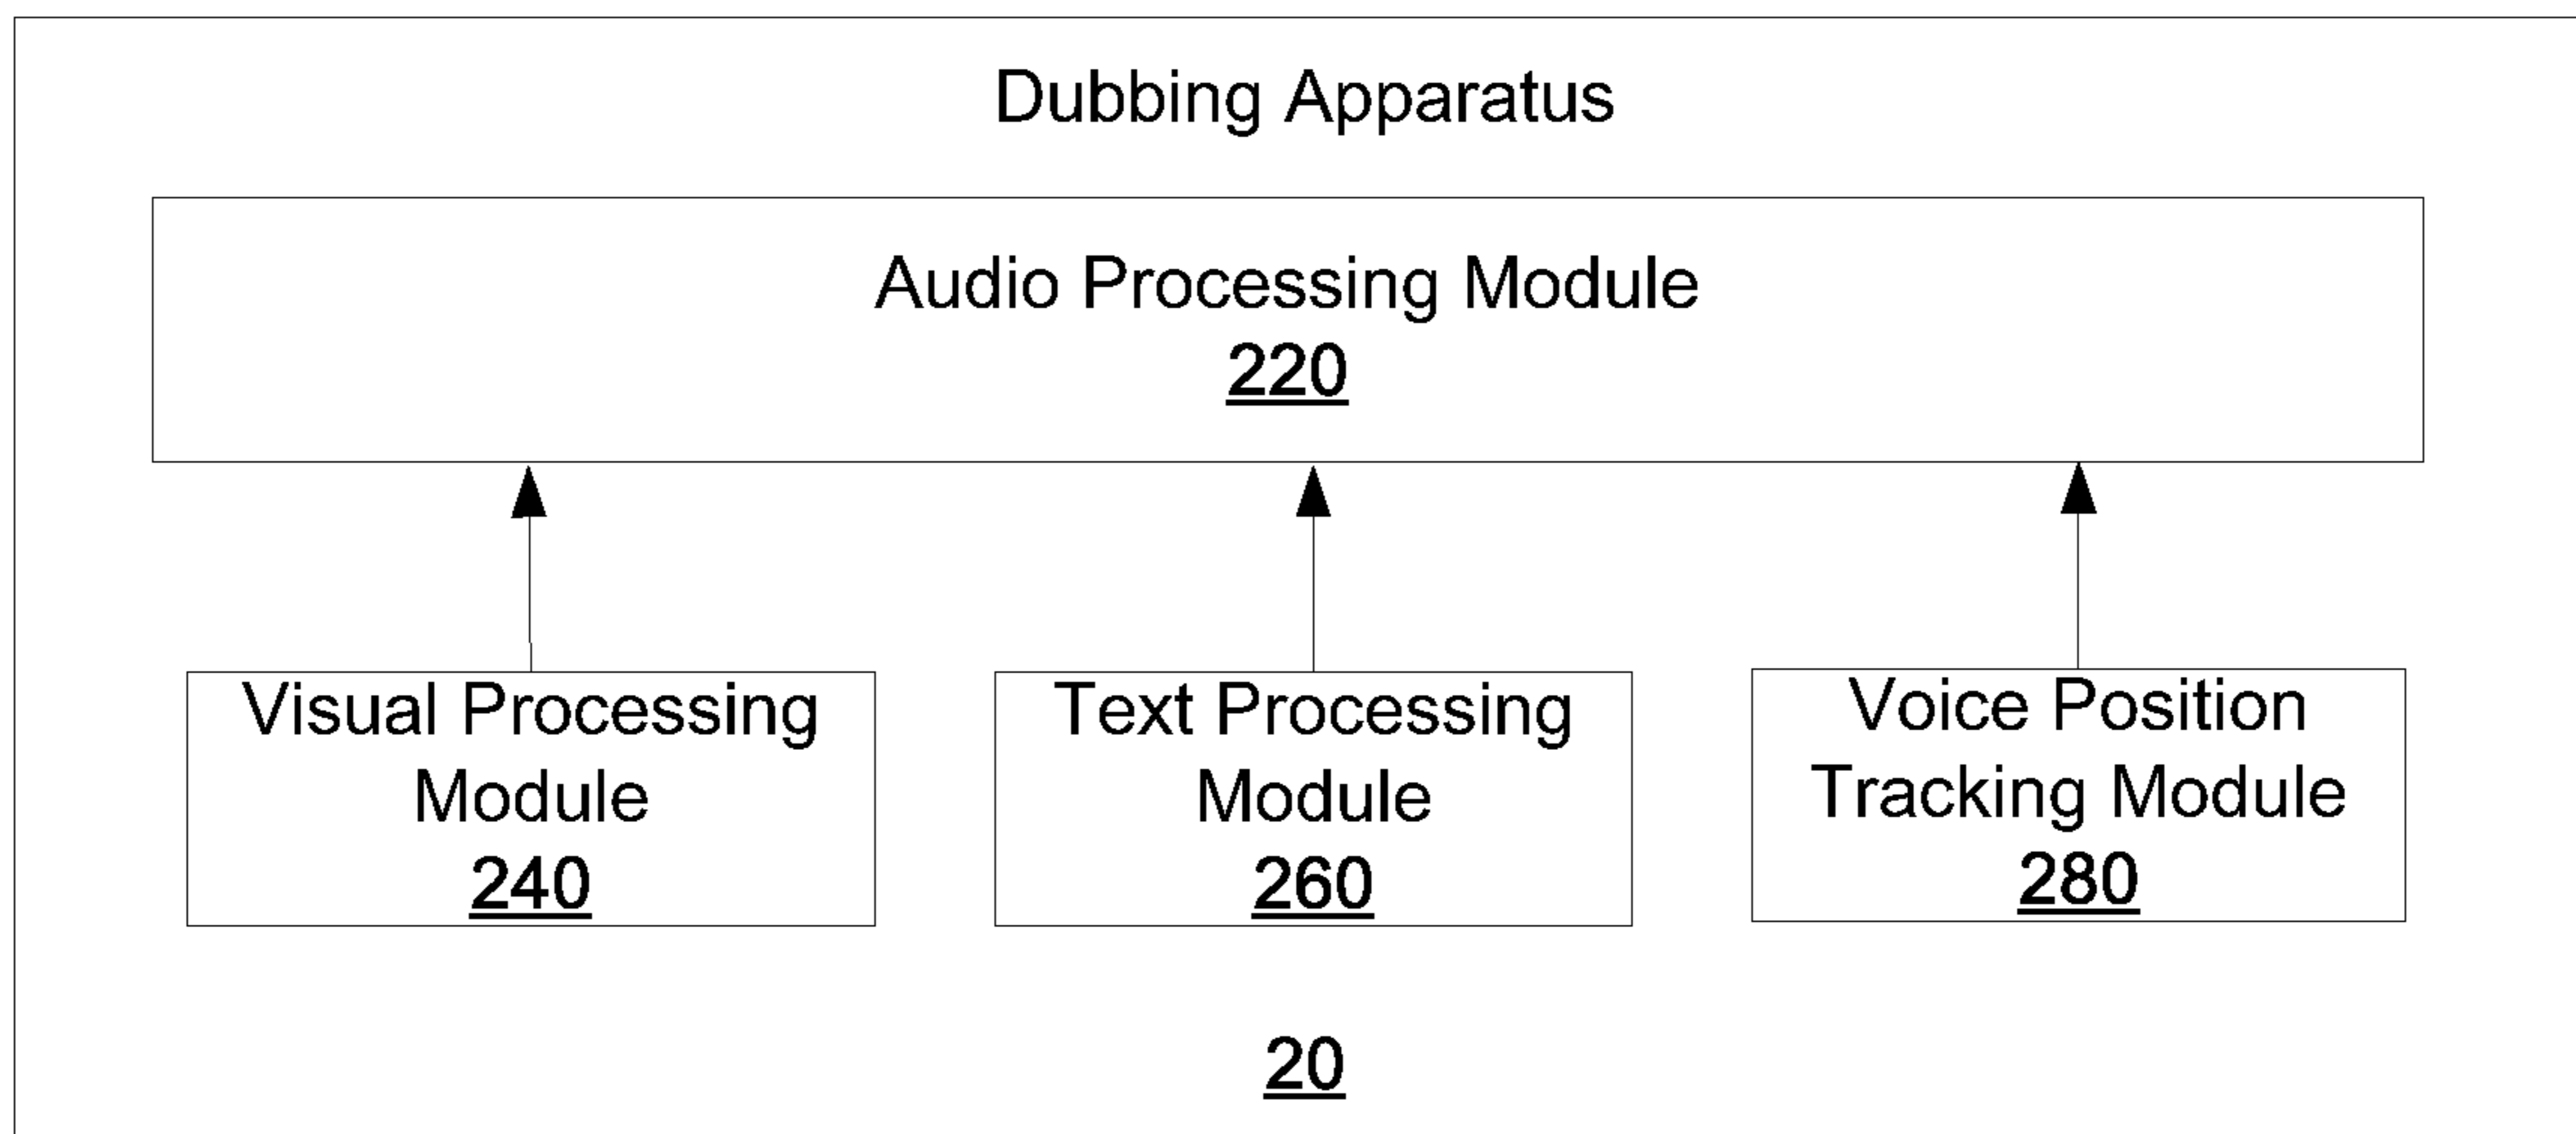 Dubbing Apparatus
Audio Processing Module
220
Visual Processing
Module
240
Text Processing
Module
260
Voice Position
Tracking Module
280
20